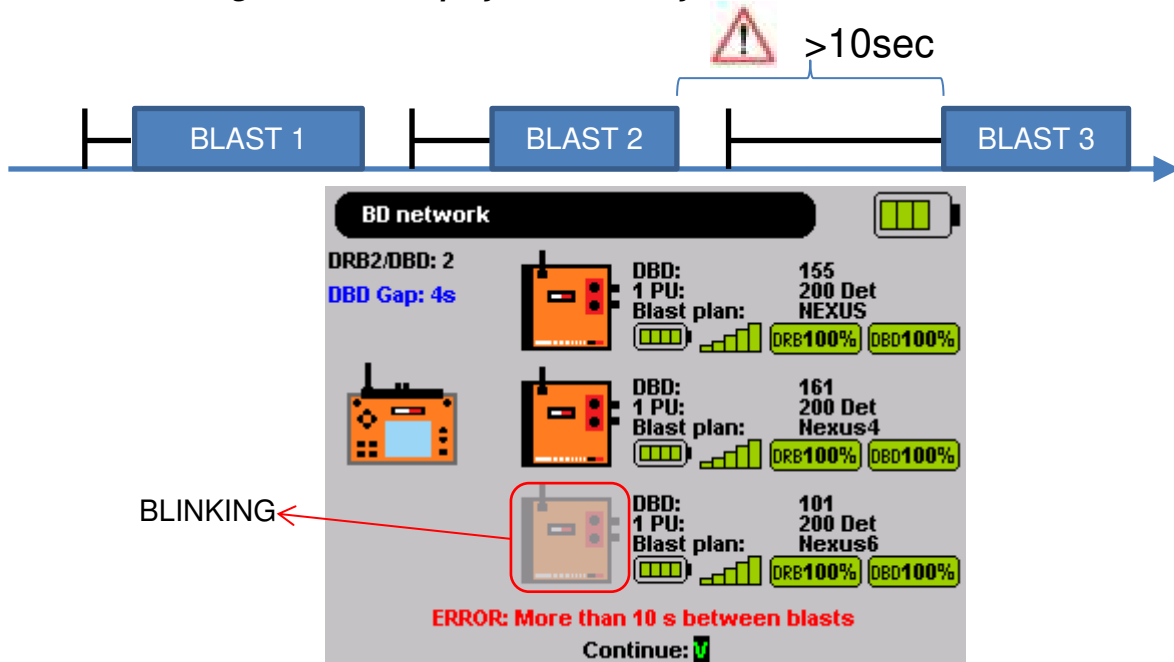 >10sec
BLAST 1
BLAST 2
BLAST 3
BD network
DRB2/DBD: 2
DBD Gap: 4s
DBD: 155
1 PU: 200 Det
Blast plan: NEXUS
DRB100% DBD100%
DBD: 161
1 PU: 200 Det
Blast plan: Nexus4
DRB100% DBD100%
BLINKING
DBD: 101
1 PU: 200 Det
Blast plan: Nexus6
DRB100% DBD100%
ERROR: More than 10 s between blasts
Continue: V